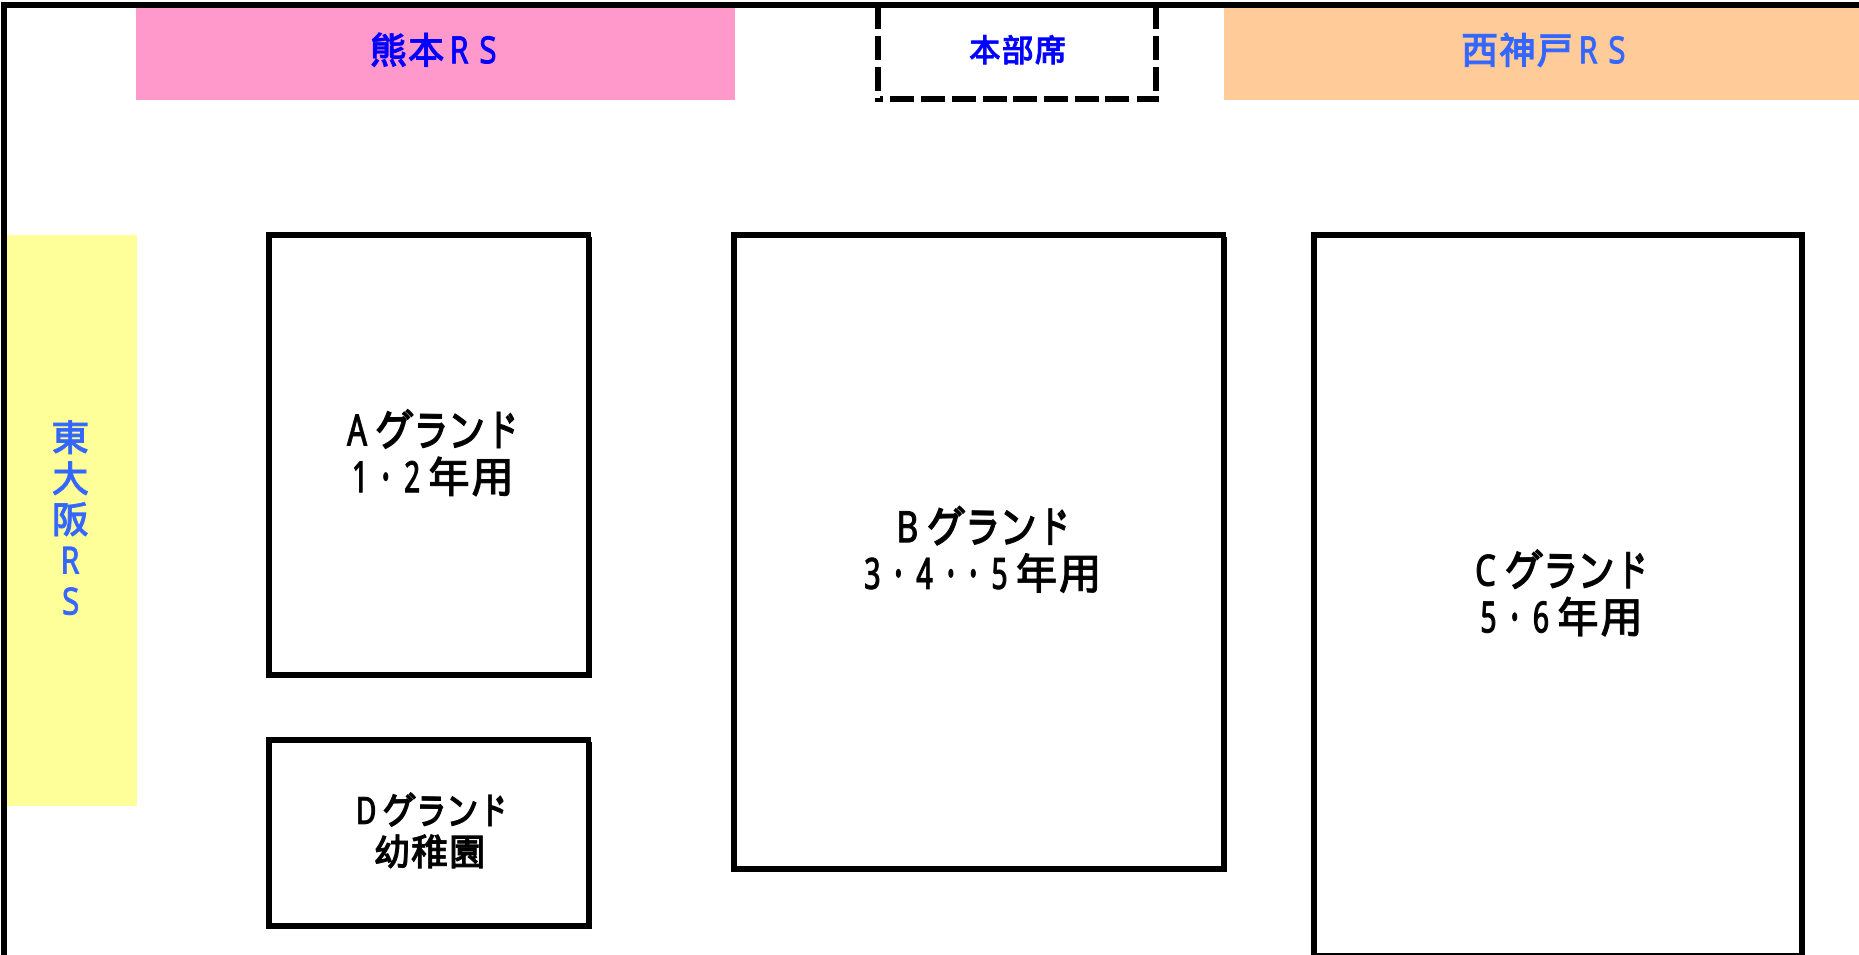 熊本ＲＳ
本部席
西神戸ＲＳ
東大阪ＲＳ
Ａグランド
１・２年用
Ｂグランド
３・４・・５年用
Ｃグランド
５・６年用
Ｄグランド
幼稚園